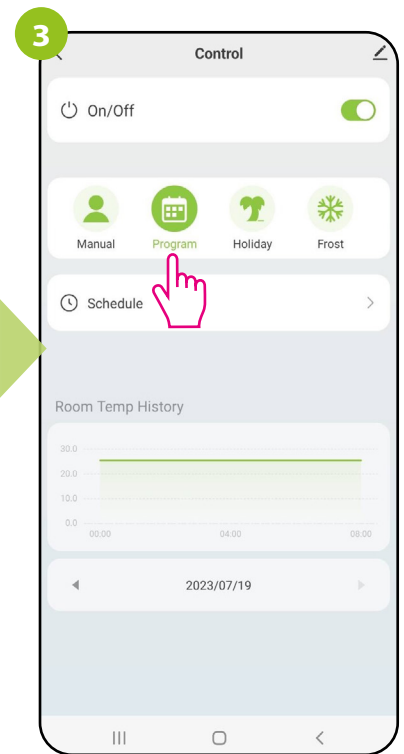 3
Control
On/Off
Manual Program Holiday Frost
Schedule
Room Temp History
30.0
20.0
10.0
0.0
00:00 04:00 08:00
2023/07/19